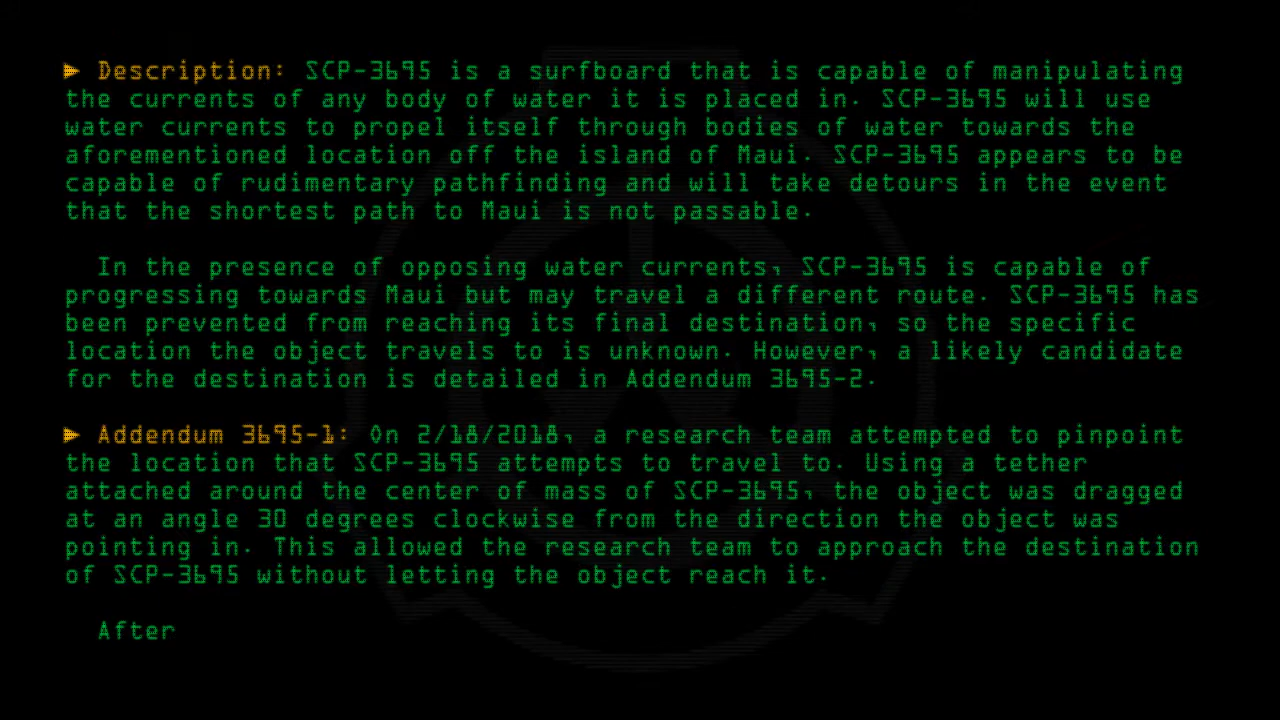 ► Description: SCP-3695 is a surfboard that is capable of manipulating
the currents of any body of water it is placed in. SCP-3695 will use
water currents to propel itself through bodies of water towards the
aforementioned location off the island of Maui. SCP-3695 appears to be
capable of rudimentary pathfinding and will take detours in the event
that the shortest path to Maui is not passable.
In the presence of opposing water currents, SCP-3695 is capable of
progressing towards Maui but may travel a different route. SCP-3695 has
been prevented from reaching its final destination, so the specific
location the object travels to is unknown. However, a likely candidate
for the destination is detailed in Addendum 3695-2.
► Addendum 3695-1: On 2/18/2018, a research team attempted to pinpoint
the location that SCP-3695 attempts to travel to. Using a tether
attached around the center of mass of SCP-3695, the object was dragged
at an angle 30 degrees clockwise from the direction the object was
pointing in. This allowed the research team to approach the destination
of SCP-3695 without letting the object reach it.
After